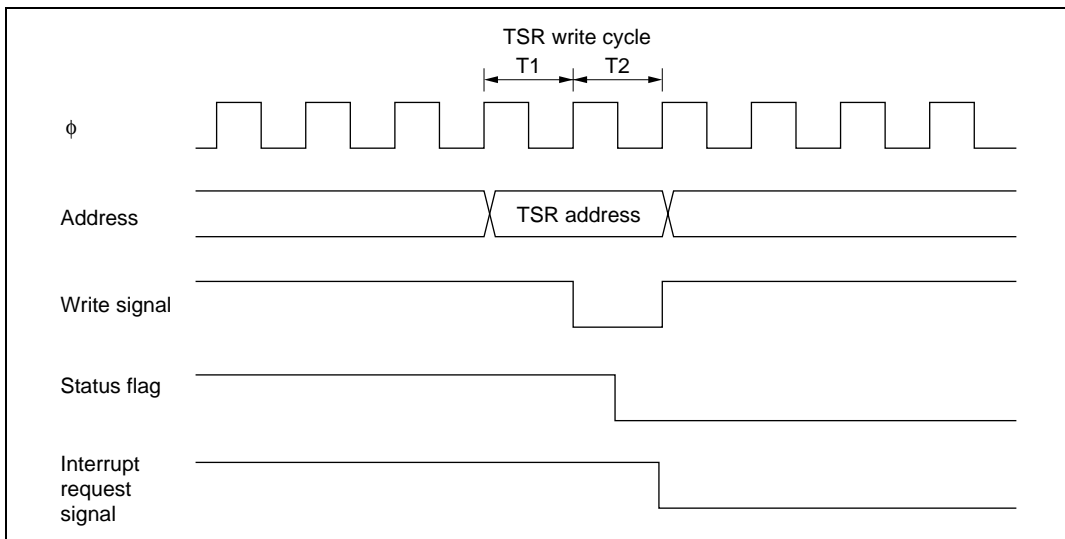 TSR write cycle
T1 T2
ϕ
Address
TSR address
Write signal
Status flag
Interrupt
request
signal